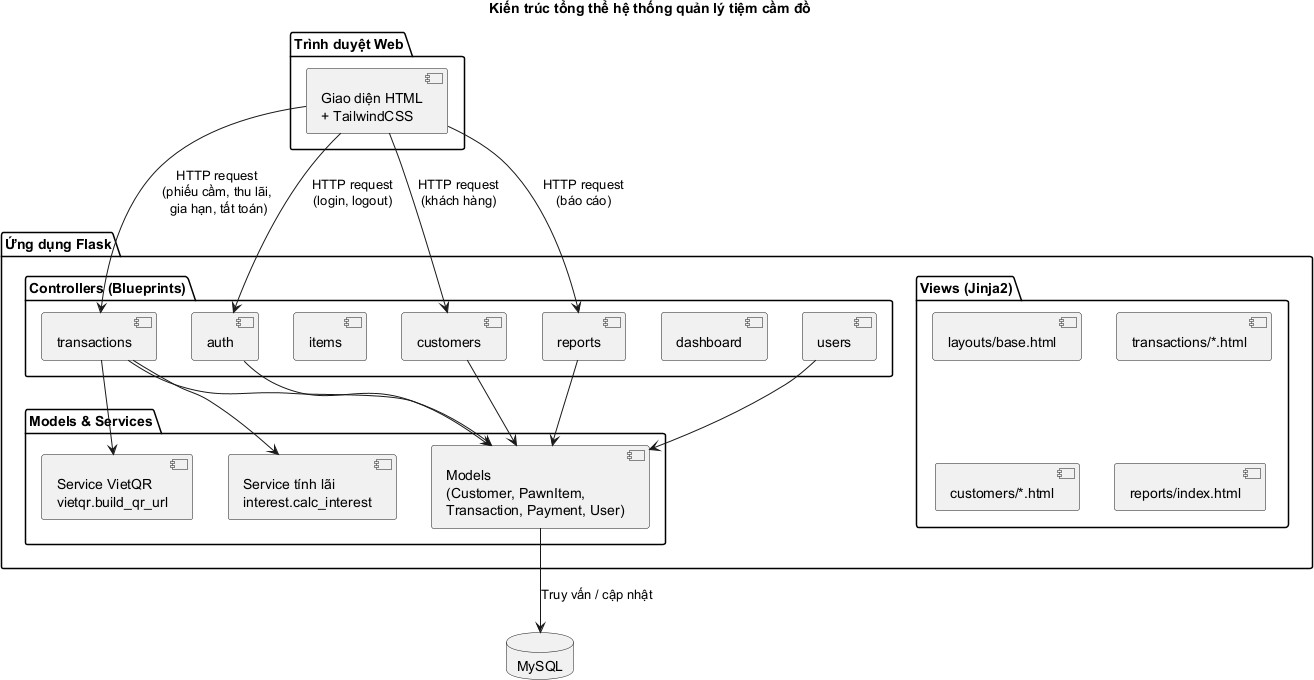 Kiến trúc tổng thể hệ thống quản lý tiệm cầm đồ
Trình duyệt Web
Giao diện HTML
+ TailwindCSS
HTTP request
(phiếu cầm, thu lãi,
gia hạn, tất toán)
HTTP request
(login, logout)
HTTP request
(khách hàng)
HTTP request
(báo cáo)
Ứng dụng Flask
Controllers (Blueprints)
transactions
auth
items
customers
reports
dashboard
users
Views (Jinja2)
layouts/base.html
transactions/*.html
customers/*.html
reports/index.html
Models & Services
Service VietQR
vietqr.build_qr_url
Service tính lãi
interest.calc_interest
Models
(Customer, PawnItem,
Transaction, Payment, User)
Truy vấn / cập nhật
MySQL